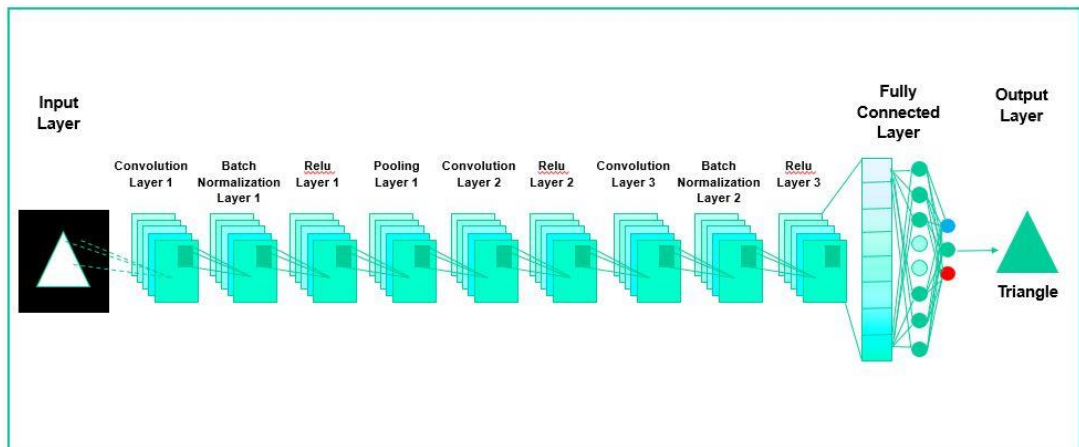 Input
Layer
Convolution
Layer 1
Batch
Normalization
Layer 1
Relu
Layer 1
Pooling
Layer 1
Convolution
Layer 2
Relu
Layer 2
Convolution
Layer 3
Batch
Normalization
Layer 2
Relu
Layer 3
Fully
Connected
Layer
Output
Layer
Triangle